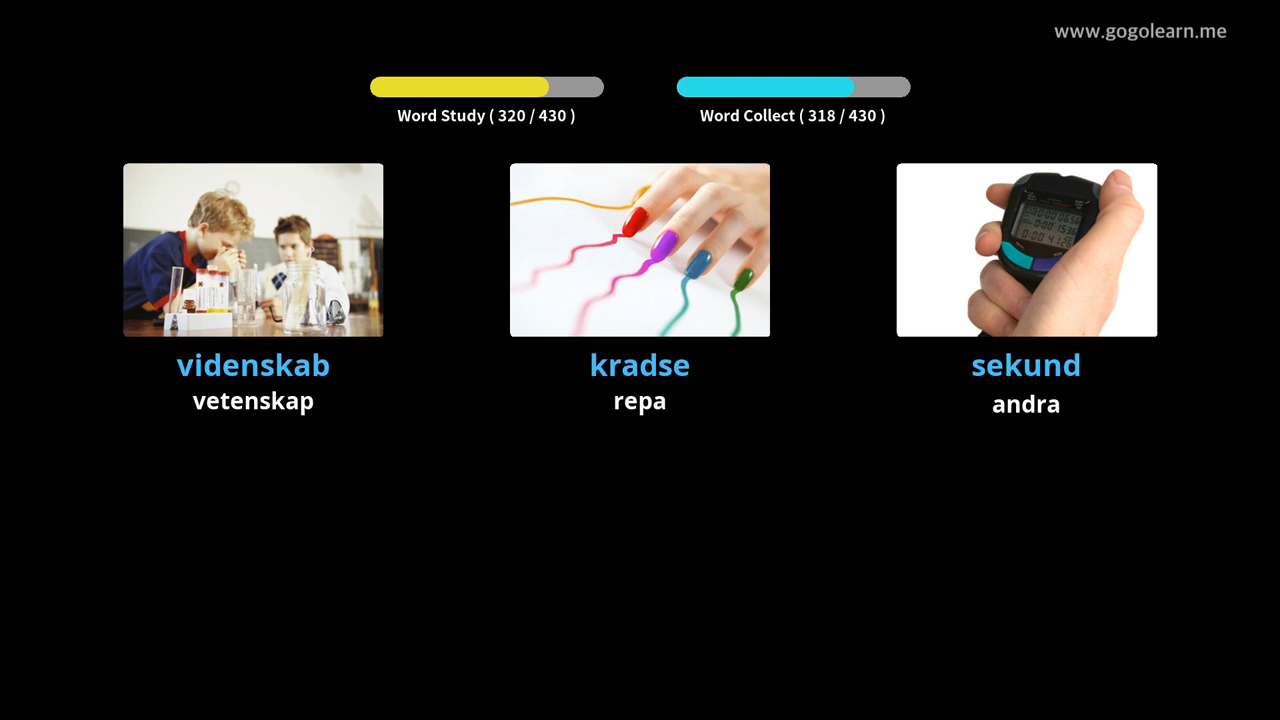 www.gogolearn.me
Word Study ( 320 / 430 )
Word Collect ( 318 / 430 )
videnskab
vetenskap
kradse
repa
sekund
andra